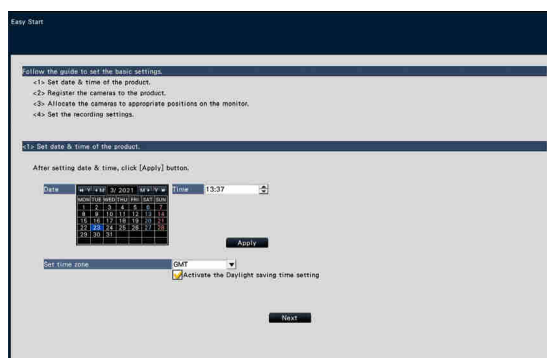 Easy Start
Follow the guide to set the basic settings.
<1> Set date & time of the product.
<2> Register the cameras to the product.
<3> Allocate the cameras to appropriate positions on the monitor.
<4> Set the recording settings.
<1> Set date & time of the product.
After setting date & time, click [Apply] button.
Date « Y ◂ M 3/ 2021 M ▸ Y » Time 13:37
MON TUE WED THU FRI SAT SUN
1 2 3 4 5 6 7
8 9 10 11 12 13 14
15 16 17 18 19 20 21
22 23 24 25 26 27 28
29 30 31
Apply
Set time zone GMT
Activate the Daylight saving time setting
Next